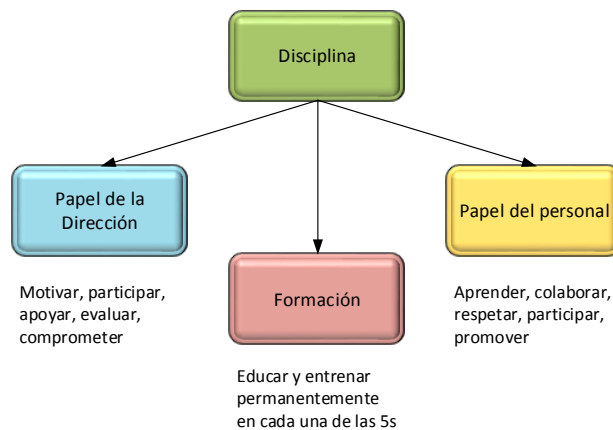 Disciplina
Papel de la
Dirección
Papel del personal
Formación
Motivar, participar,
apoyar, evaluar,
comprometer
Aprender, colaborar,
respetar, participar,
promover
Educar y entrenar
permanentemente
en cada una de las 5s